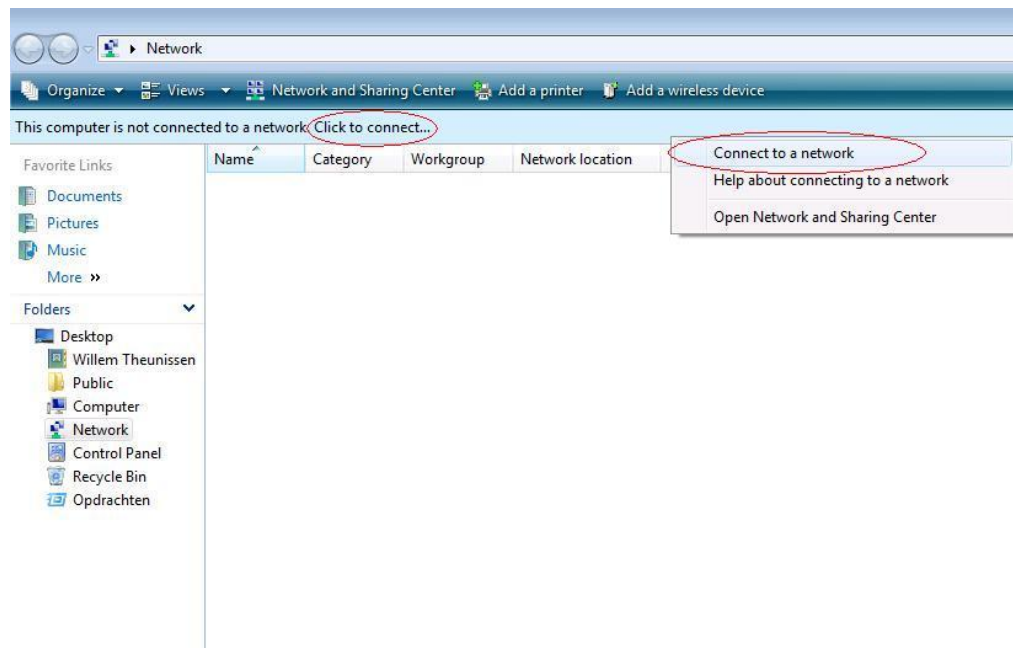 Network
Organize Views Network and Sharing Center Add a printer Add a wireless device
This computer is not connected to a network. Click to connect...
Favorite Links
Documents
Pictures
Music
More »
Folders
Desktop
Willem Theunissen
Public
Computer
Network
Control Panel
Recycle Bin
Opdrachten
Name Category Workgroup Network location
Connect to a network
Help about connecting to a network
Open Network and Sharing Center